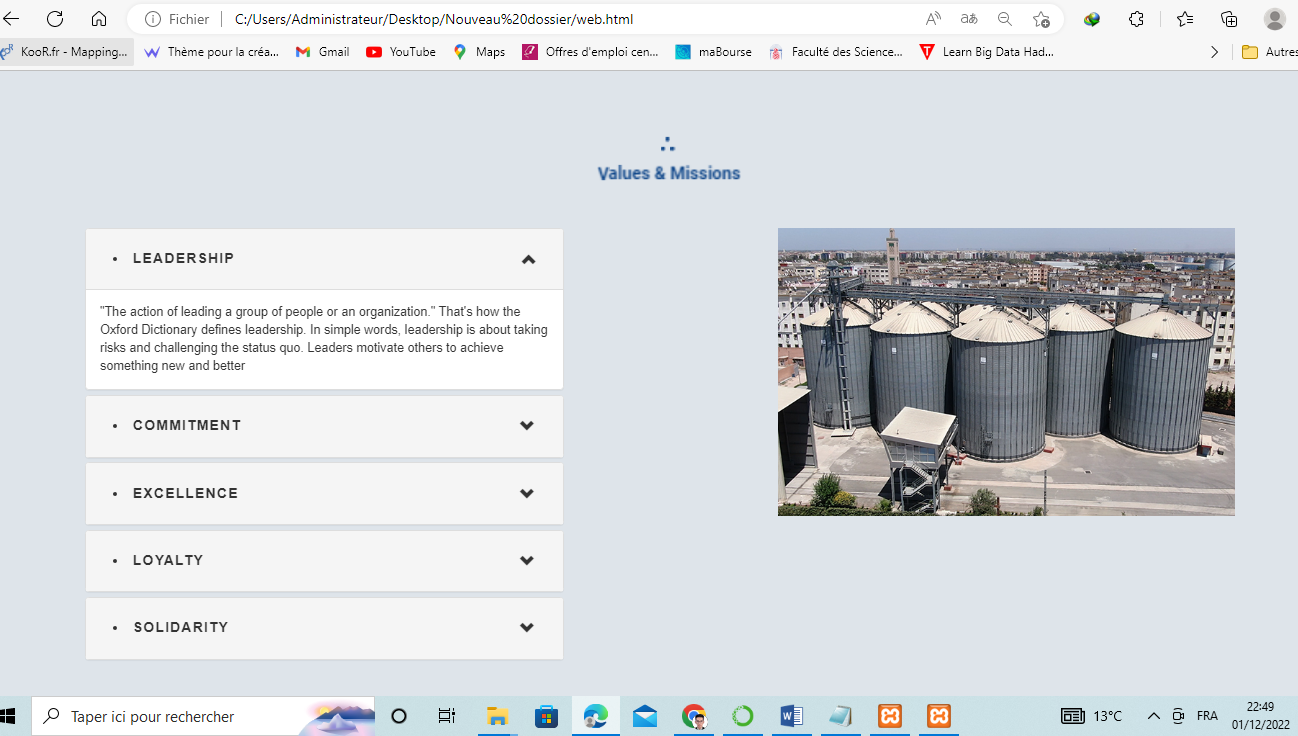 Fichier C:/Users/Administrateur/Desktop/Nouveau%20dossier/web.html
KooR.fr - Mapping... Thème pour la créa... Gmail YouTube Maps Offres d'emploi cen... maBourse Faculté des Science... Learn Big Data Had... Autres
Values & Missions
• LEADERSHIP
"The action of leading a group of people or an organization." That's how the
Oxford Dictionary defines leadership. In simple words, leadership is about taking
risks and challenging the status quo. Leaders motivate others to achieve
something new and better
• COMMITMENT
• EXCELLENCE
• LOYALTY
• SOLIDARITY
Taper ici pour rechercher 13°C FRA 22:49
01/12/2022